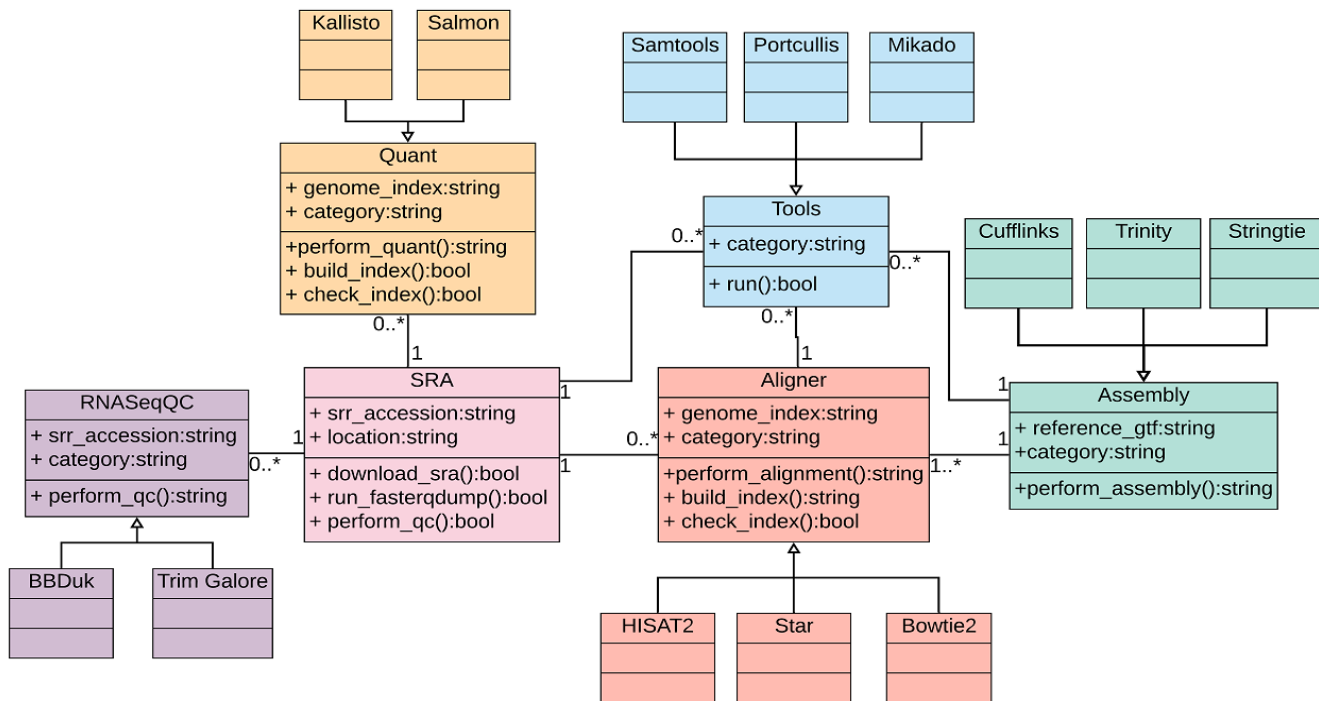 Kallisto
Salmon
Samtools
Portcullis
Mikado
Quant
+ genome_index:string
+ category:string
+perform_quant():string
+ build_index():bool
+ check_index():bool
0..*
1
Tools
+ category:string
+ run():bool
0..*
0..*
0..*
Cufflinks
Trinity
Stringtie
RNASeqQC
+ srr_accession:string
+ category:string
+ perform_qc():string
0..*
1
SRA
+ srr_accession:string
+ location:string
+ download_sra():bool
+ run_fasterqdump():bool
+ perform_qc():bool
1
1
0..*
1
Aligner
+ genome_index:string
+ category:string
+perform_alignment():string
+ build_index():string
+ check_index():bool
1..*
1
1
Assembly
+ reference_gtf:string
+category:string
+perform_assembly():string
BBDuk
Trim Galore
HISAT2
Star
Bowtie2